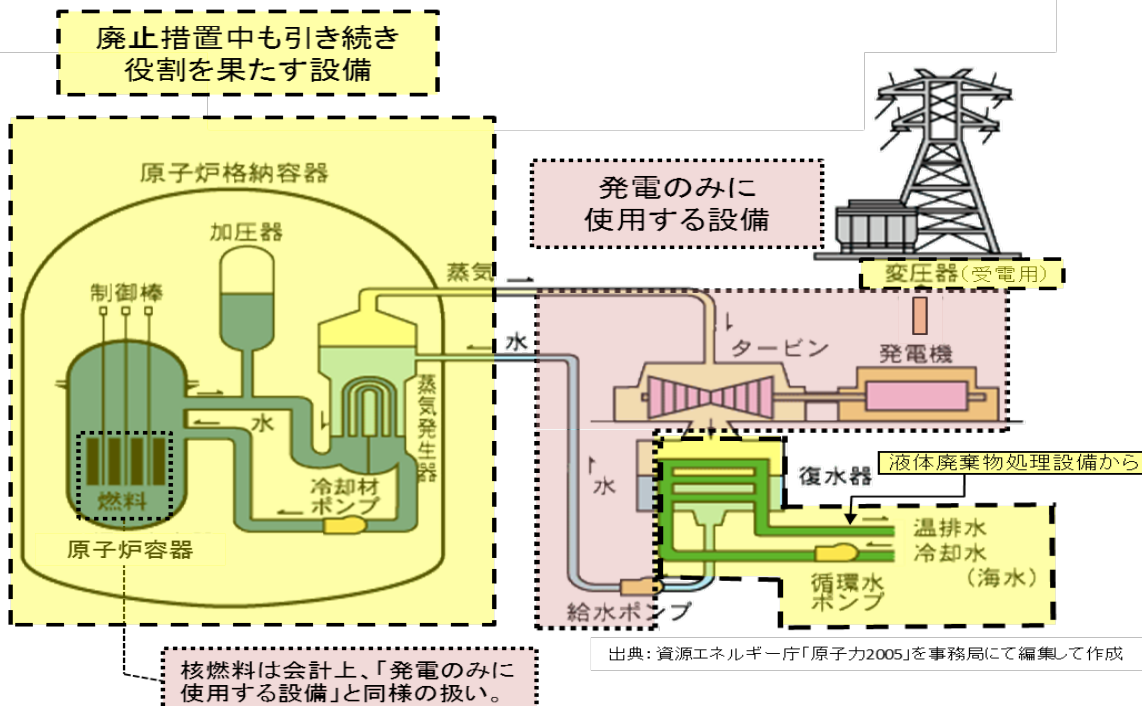 廃止措置中も引き続き
役割を果たす設備
原子炉格納容器
加圧器
制御棒
蒸気
水
水
蒸気発生器
冷却材
ポンプ
燃料
原子炉容器
発電のみに
使用する設備
変圧器(受電用)
タービン
発電機
水
復水器
液体廃棄物処理設備から
温排水
冷却水
(海水)
循環水
ポンプ
給水ポンプ
核燃料は会計上、「発電のみに
使用する設備」と同様の扱い。
出典：資源エネルギー庁「原子力2005」を事務局にて編集して作成